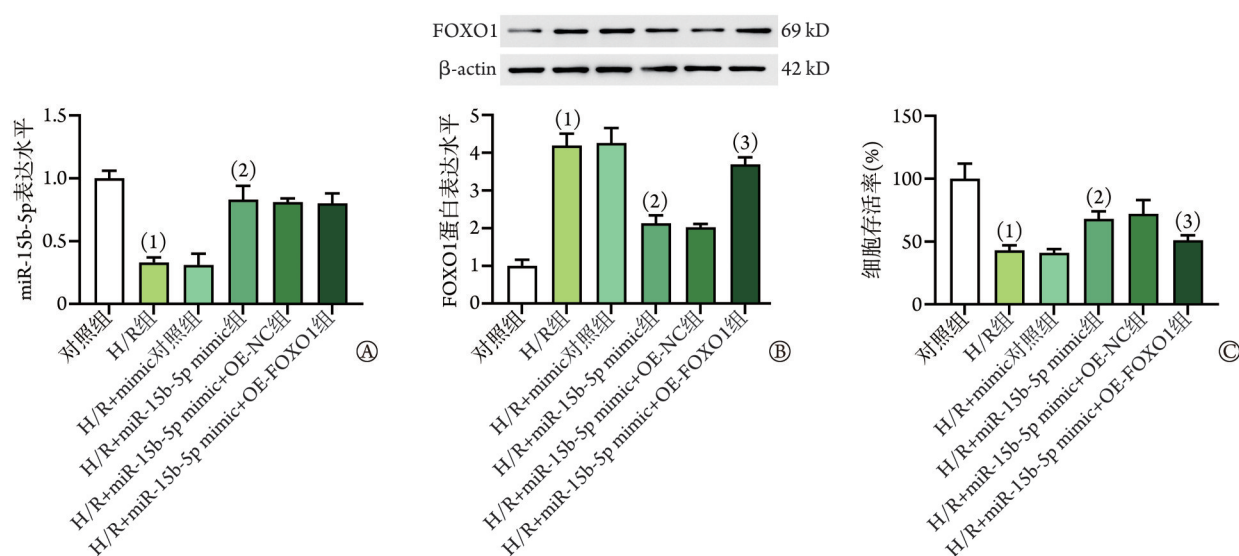 FOXO1 69 kD
β-actin 42 kD
miR-15b-5p表达水平
1.5
1.0
0.5
0
(1)
(2)
对照组
H/R组
H/R+mimic对照组
H/R+miR-15b-5p mimic组
H/R+miR-15b-5p mimic+OE-NC组
H/R+miR-15b-5p mimic+OE-FOXO1组
Ⓐ
FOXO1蛋白表达水平
5
4
3
2
1
0
(1)
(2)
(3)
对照组
H/R组
H/R+mimic对照组
H/R+miR-15b-5p mimic组
H/R+miR-15b-5p mimic+OE-NC组
H/R+miR-15b-5p mimic+OE-FOXO1组
Ⓑ
细胞存活率(%)
150
100
50
0
(1)
(2)
(3)
对照组
H/R组
H/R+mimic对照组
H/R+miR-15b-5p mimic组
H/R+miR-15b-5p mimic+OE-NC组
H/R+miR-15b-5p mimic+OE-FOXO1组
Ⓒ